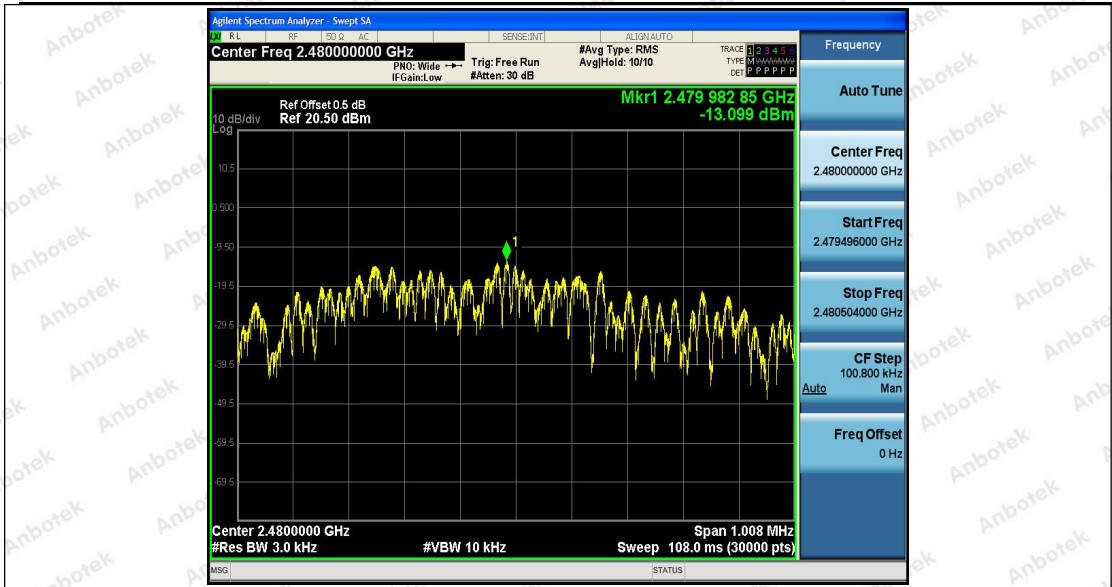 Agilent Spectrum Analyzer - Swept SA
LXI RL RF 50 Ω AC SENSE:INT ALIGN AUTO
Center Freq 2.480000000 GHz
PNO: Wide
IFGain:Low
Trig: Free Run
#Atten: 30 dB
#Avg Type: RMS
Avg|Hold: 10/10
TRACE 1 2 3 4 5 6
TYPE M
DET P P P P P P
Ref Offset 0.5 dB
10 dB/div Ref 20.50 dBm
Log
Mkr1 2.479 982 85 GHz
-13.099 dBm
10.5
0.500
-9.50
1
-19.5
-29.5
-39.5
-49.5
-59.5
-69.5
Center 2.4800000 GHz
Span 1.008 MHz
#Res BW 3.0 kHz
#VBW 10 kHz
Sweep 108.0 ms (30000 pts)
MSG
STATUS
Frequency
Auto Tune
Center Freq
2.480000000 GHz
Start Freq
2.479496000 GHz
Stop Freq
2.480504000 GHz
CF Step
100.800 kHz
Auto Man
Freq Offset
0 Hz
Anbotek